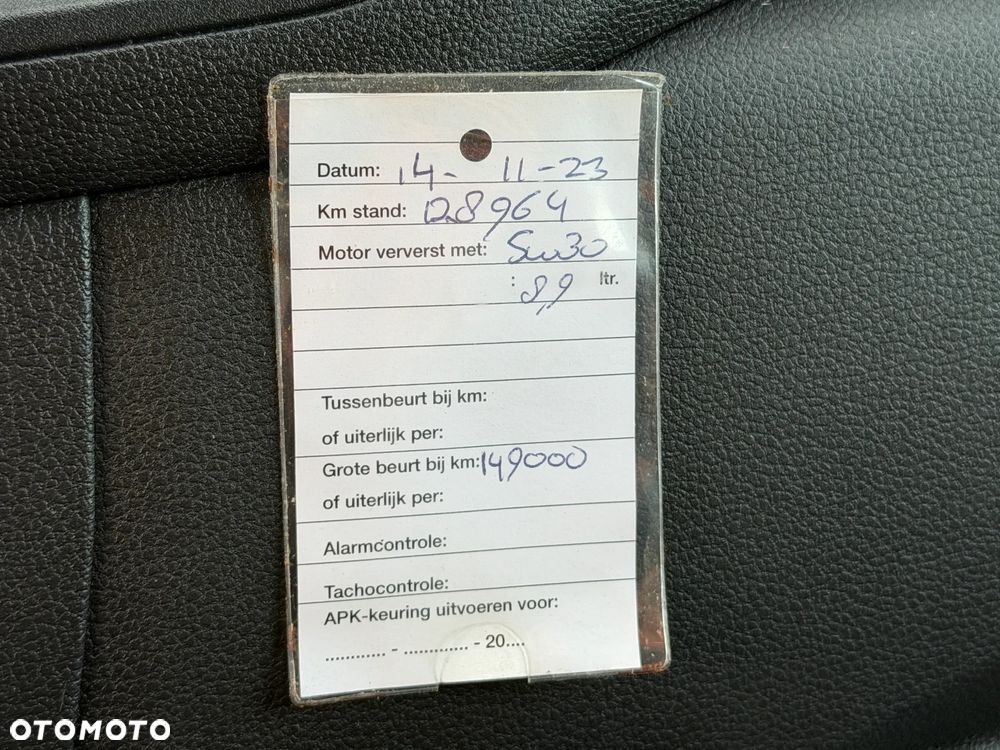 Datum: 14- 11-23
Km stand: 128964
Motor ververst met: 5w30
: 8,9 ltr.
Tussenbeurt bij km:
of uiterlijk per:
Grote beurt bij km: 149000
of uiterlijk per:
Alarmcontrole:
Tachocontrole:
APK-keuring uitvoeren voor:
............ - ............. - 20....
OTOMOTO